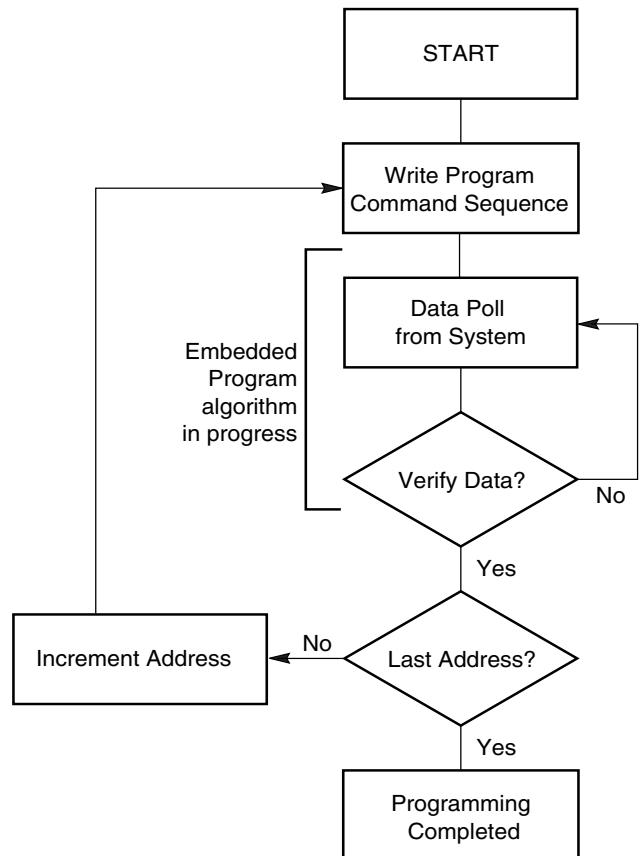 START
Write Program
Command Sequence
Data Poll
from System
Embedded
Program
algorithm
in progress
Verify Data?
No
Yes
Increment Address
No
Last Address?
Yes
Programming
Completed